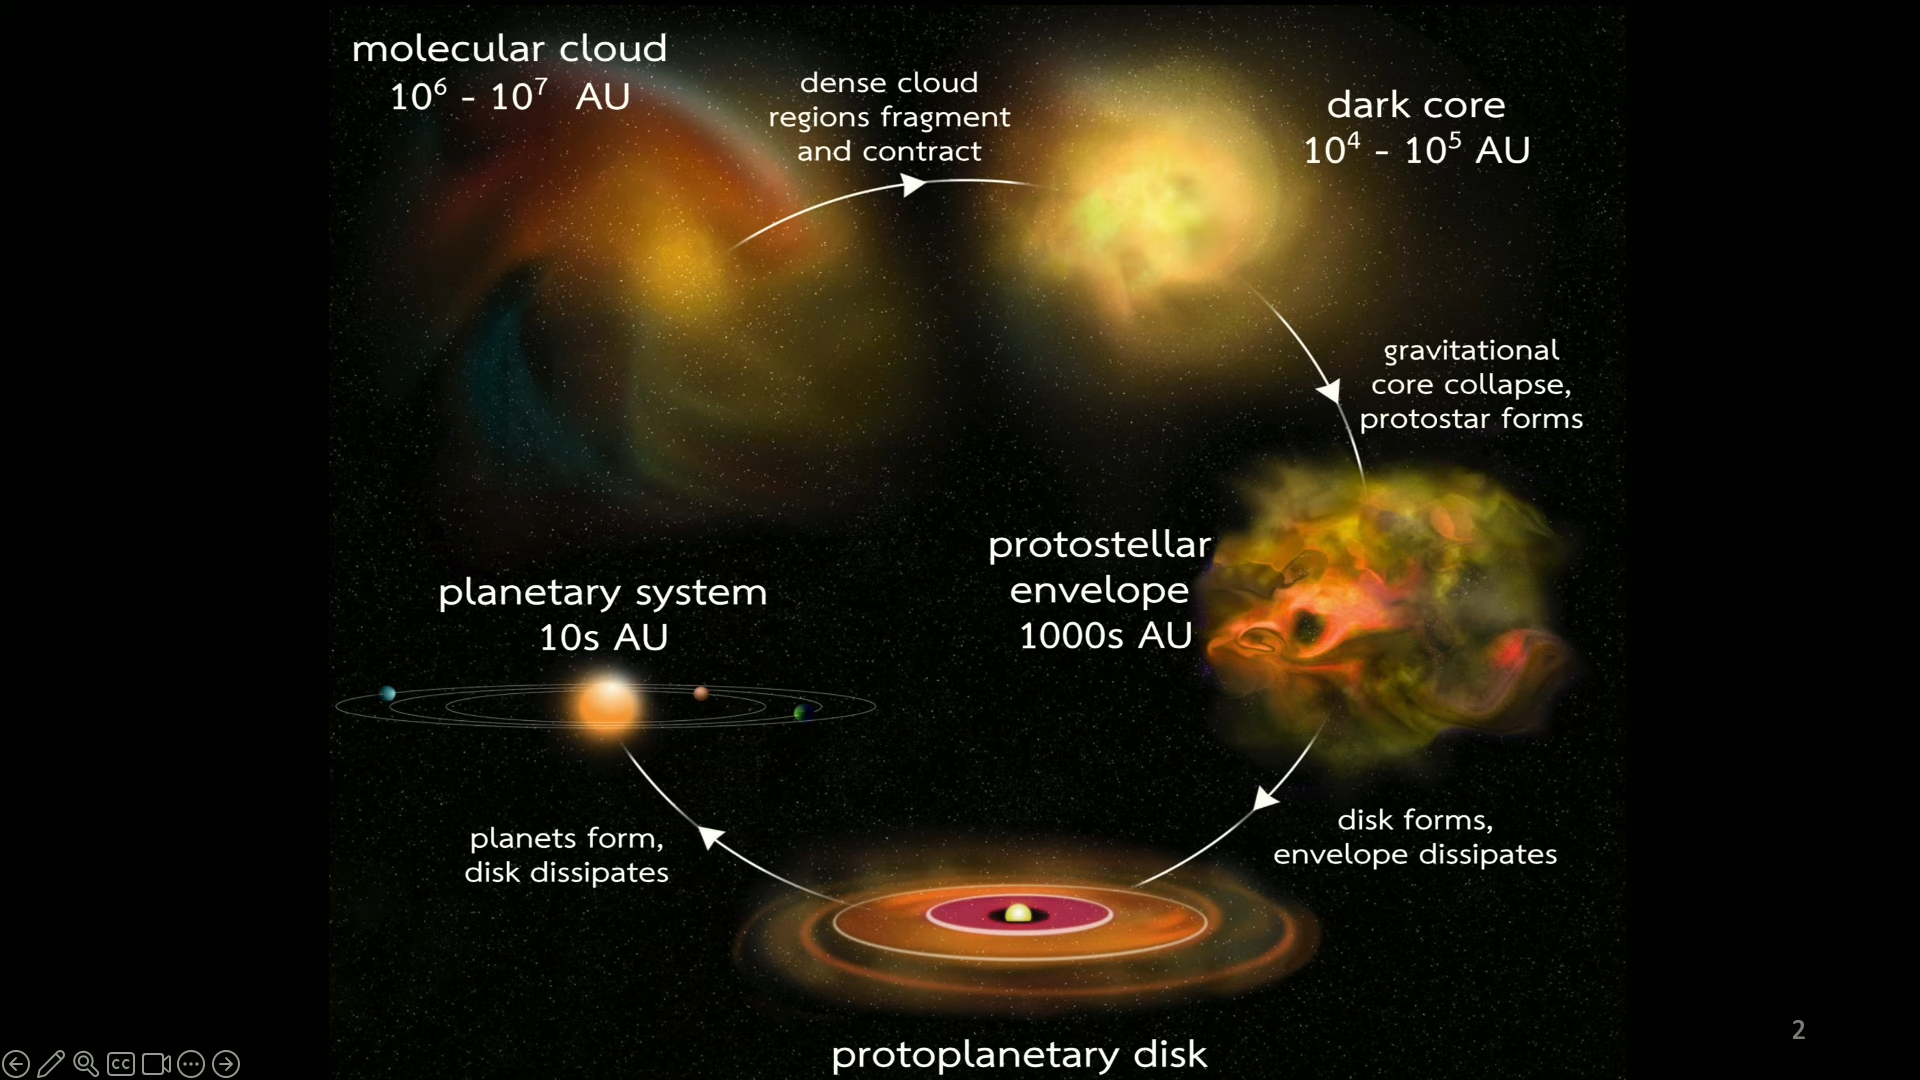 molecular cloud
10⁶ - 10⁷ AU
dense cloud
regions fragment
and contract
dark core
10⁴ - 10⁵ AU
gravitational
core collapse,
protostar forms
protostellar
envelope
1000s AU
planetary system
10s AU
disk forms,
envelope dissipates
planets form,
disk dissipates
protoplanetary disk
2
CC